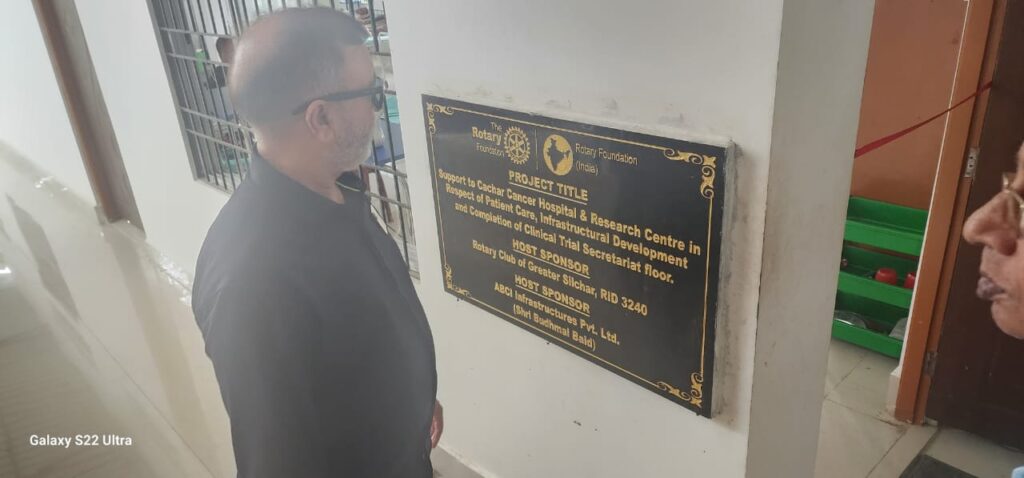 The
Rotary
Foundation
Rotary Foundation
(India)
PROJECT TITLE
Support to Cachar Cancer Hospital & Research Centre in
Respect of Patient Care, Infrastructural Development
and Completion of Clinical Trial Secretariat floor.
HOST SPONSOR
Rotary Club of Greater Silchar, RID 3240
HOST SPONSOR
ABCI Infrastructures Pvt. Ltd.
(Shri Budhmal Baid)
Galaxy S22 Ultra